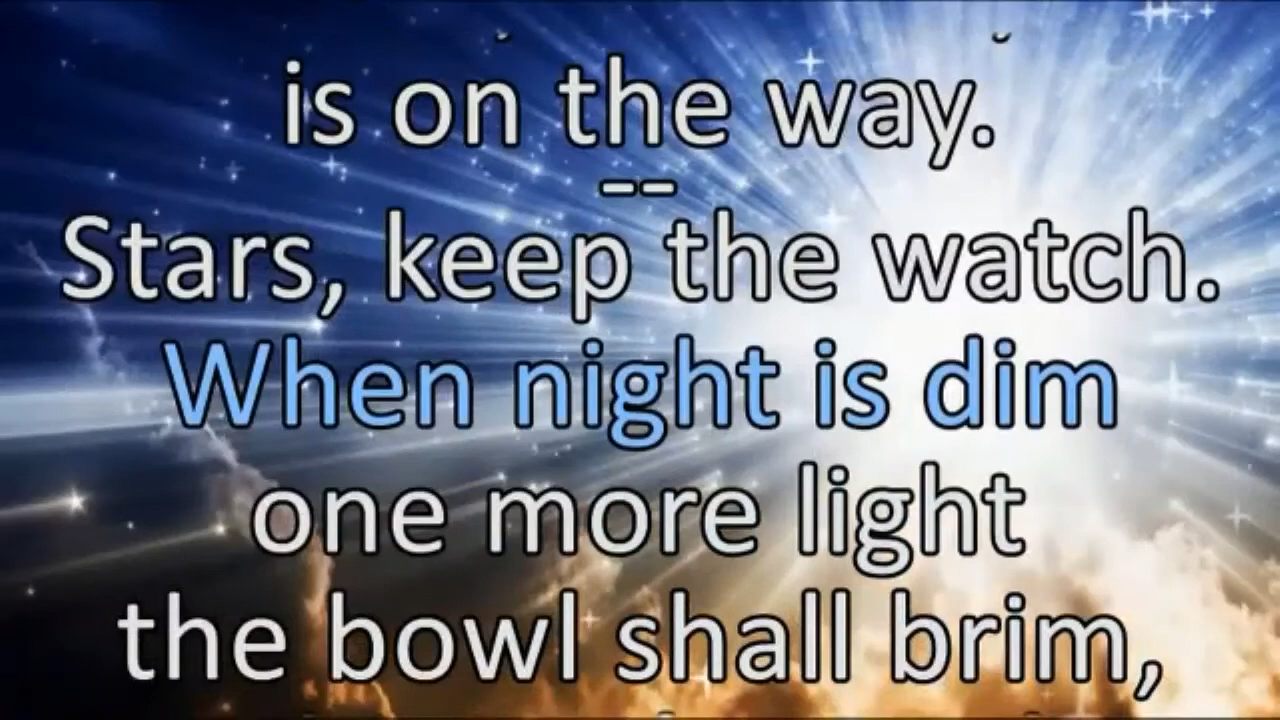 is on the way.
--
Stars, keep the watch.
When night is dim
one more light
the bowl shall brim,